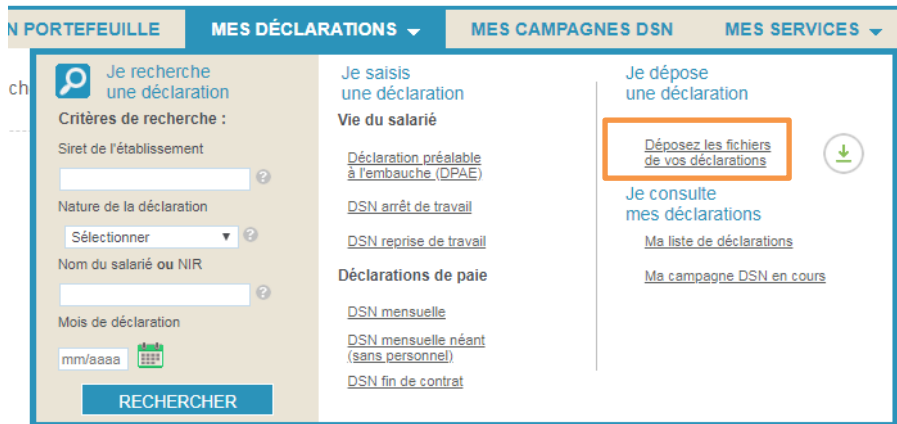 N PORTEFEUILLE
MES DÉCLARATIONS
MES CAMPAGNES DSN
MES SERVICES
ch
Je recherche
une déclaration
Critères de recherche :
Siret de l'établissement
?
Nature de la déclaration
Sélectionner
?
Nom du salarié ou NIR
?
Mois de déclaration
mm/aaaa
RECHERCHER
Je saisis
une déclaration
Vie du salarié
Déclaration préalable
à l'embauche (DPAE)
DSN arrêt de travail
DSN reprise de travail
Déclarations de paie
DSN mensuelle
DSN mensuelle néant
(sans personnel)
DSN fin de contrat
Je dépose
une déclaration
Déposez les fichiers
de vos déclarations
Je consulte
mes déclarations
Ma liste de déclarations
Ma campagne DSN en cours